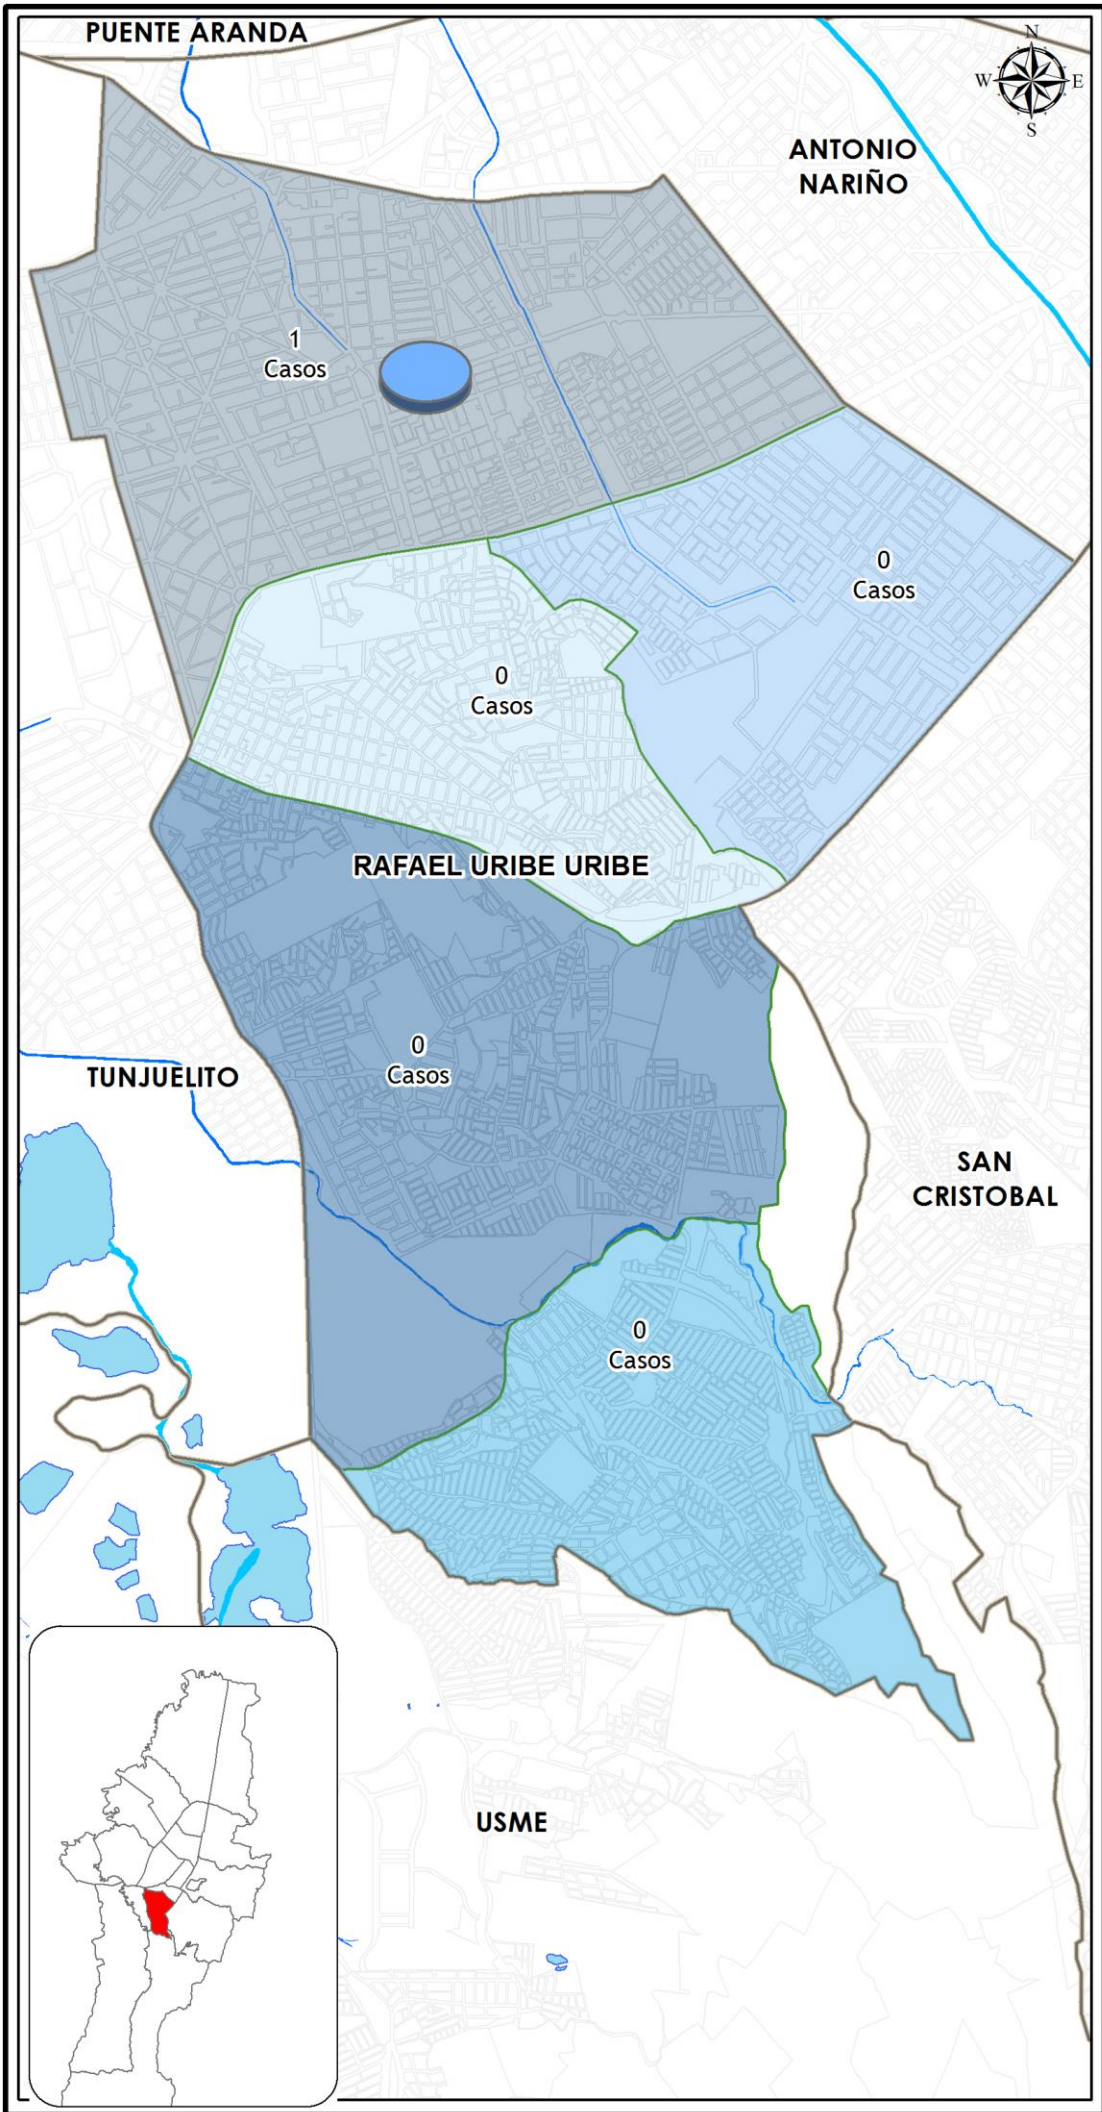 PUENTE ARANDA
N
W
E
S
ANTONIO
NARIÑO
1
Casos
0
Casos
0
Casos
RAFAEL URIBE URIBE
0
Casos
TUNJUELITO
SAN
CRISTOBAL
0
Casos
USME